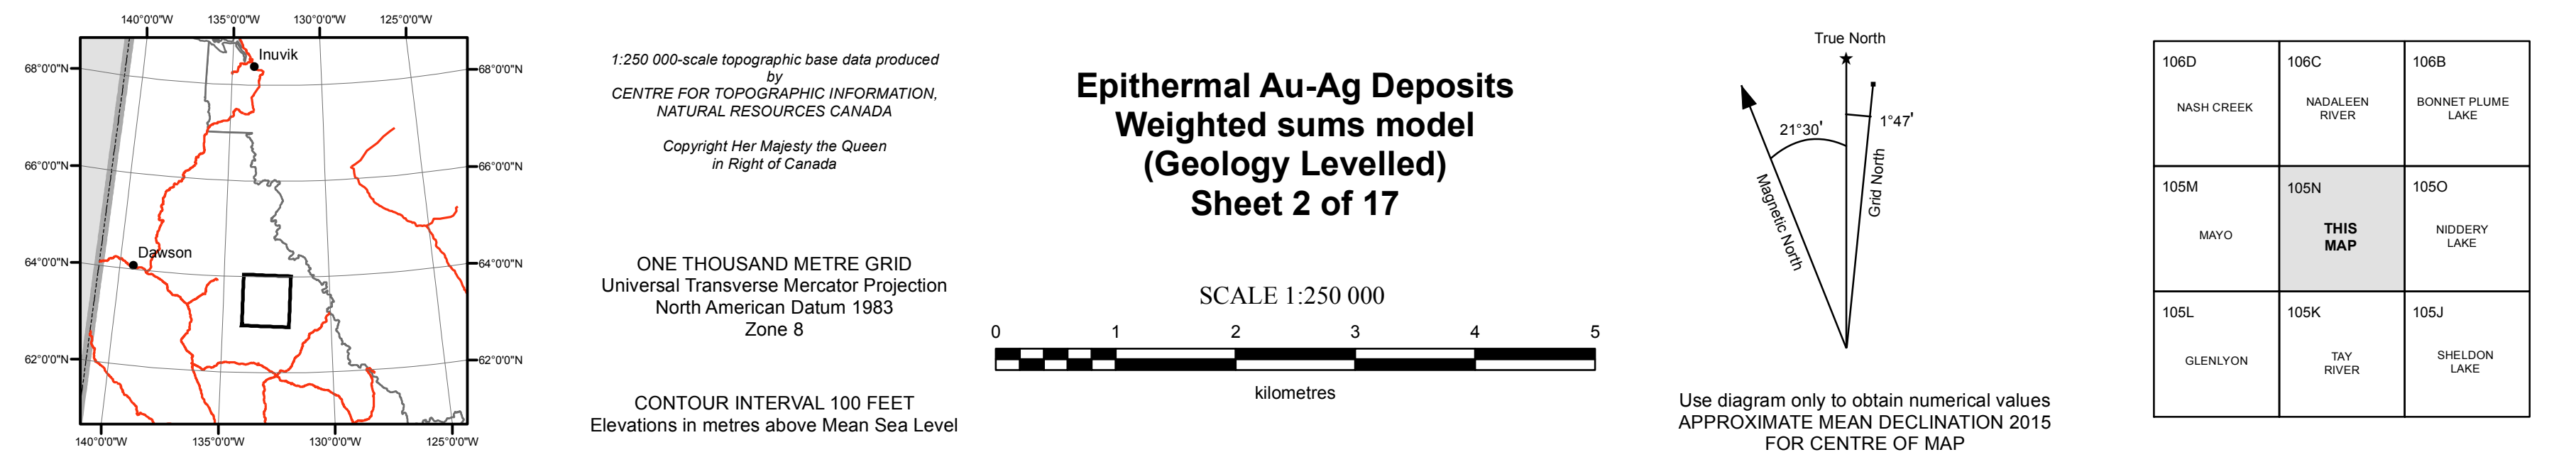 140°0'0"W 135°0'0"W 130°0'0"W 125°0'0"W
68°0'0"N
66°0'0"N
64°0'0"N
62°0'0"N
Inuvik
Dawson
68°0'0"N
66°0'0"N
64°0'0"N
62°0'0"N
140°0'0"W 135°0'0"W 130°0'0"W 125°0'0"W
1:250 000-scale topographic base data produced
by
CENTRE FOR TOPOGRAPHIC INFORMATION,
NATURAL RESOURCES CANADA
Copyright Her Majesty the Queen
in Right of Canada
ONE THOUSAND METRE GRID
Universal Transverse Mercator Projection
North American Datum 1983
Zone 8
CONTOUR INTERVAL 100 FEET
Elevations in metres above Mean Sea Level
Epithermal Au-Ag Deposits
Weighted sums model
(Geology Levelled)
Sheet 2 of 17
SCALE 1:250 000
0 1 2 3 4 5
kilometres
True North
21°30'
1°47'
Magnetic North
Grid North
Use diagram only to obtain numerical values
APPROXIMATE MEAN DECLINATION 2015
FOR CENTRE OF MAP
106D
NASH CREEK
106C
NADALEEN
RIVER
106B
BONNET PLUME
LAKE
105M
MAYO
105N
THIS
MAP
105O
NIDDERY
LAKE
105L
GLENLYON
105K
TAY
RIVER
105J
SHELDON
LAKE